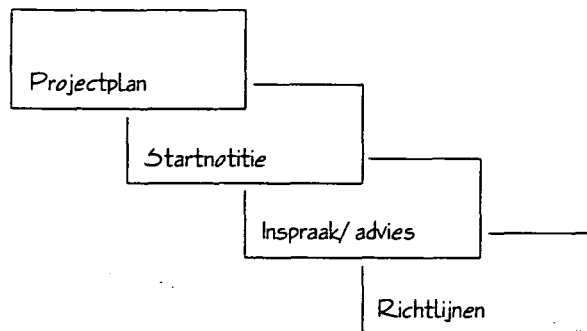 Projectplan
Startnotitie
Inspraak/ advies
Richtlijnen